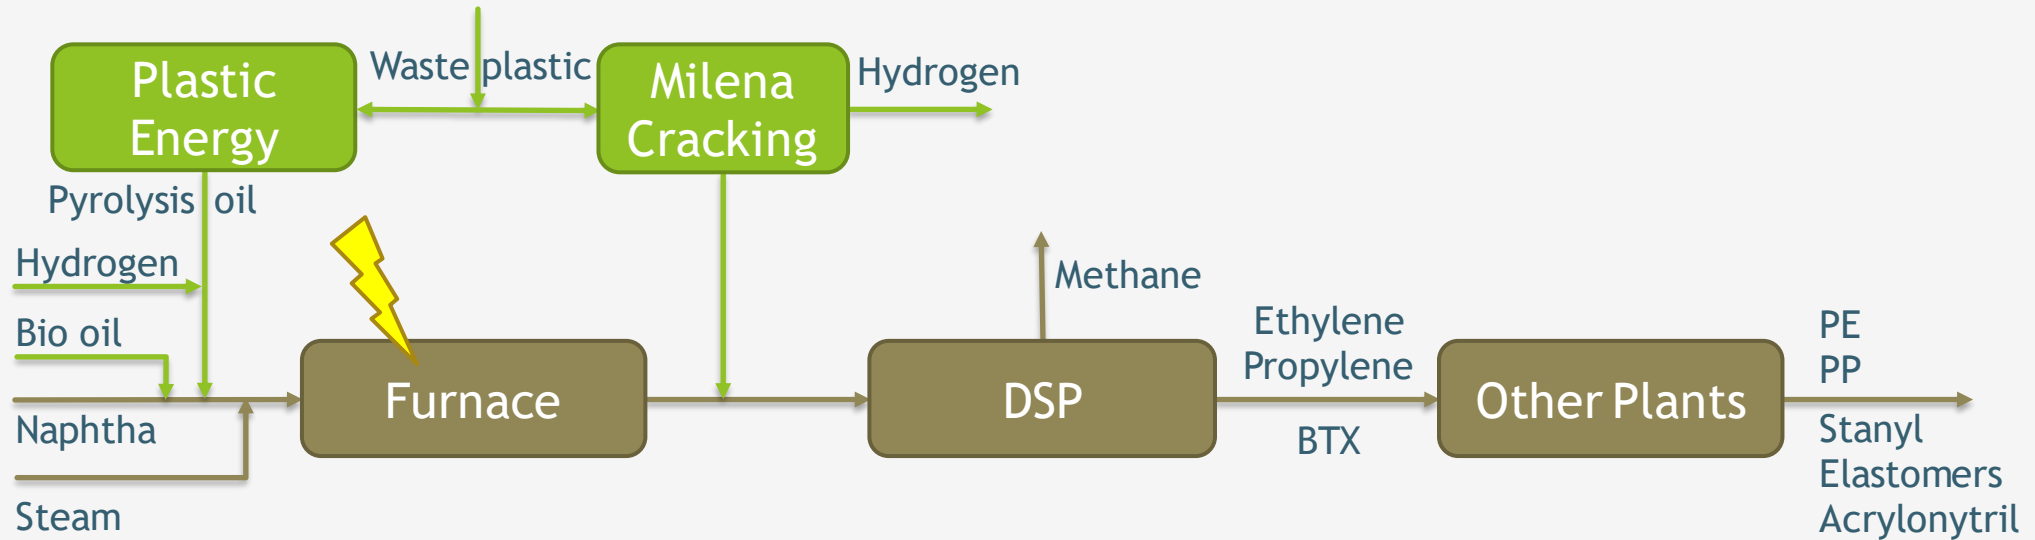 Plastic
Energy
Waste plastic
Milena
Cracking
Hydrogen
Pyrolysis oil
Hydrogen
Bio oil
Naphtha
Steam
Furnace
DSP
Methane
Ethylene
Propylene
BTX
Other Plants
PE
PP
Stanyl
Elastomers
Acrylonytril